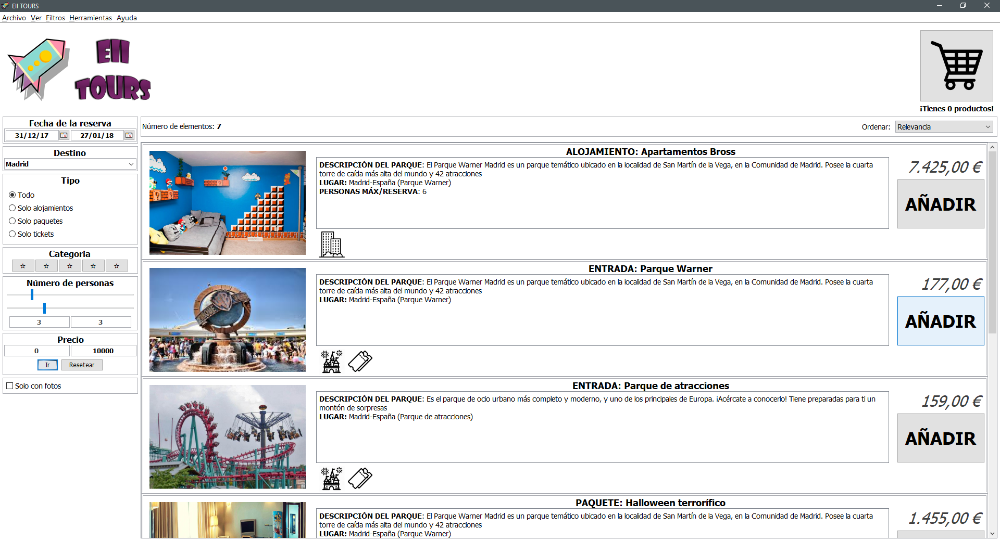 EII TOURS
Archivo Ver Filtros Herramientas Ayuda
EII
TOURS
¡Tienes 0 productos!
Fecha de la reserva
31/12/17 27/01/18
Destino
Madrid
Tipo
Todo
Solo alojamientos
Solo paquetes
Solo tickets
Categoria
Número de personas
3 3
Precio
0 10000
Ir Resetear
Solo con fotos
Número de elementos: 7
Ordenar: Relevancia
ALOJAMIENTO: Apartamentos Bross
DESCRIPCIÓN DEL PARQUE: El Parque Warner Madrid es un parque temático ubicado en la localidad de San Martín de la Vega, en la Comunidad de Madrid. Posee la cuarta
torre de caída más alta del mundo y 42 atracciones
LUGAR: Madrid-España (Parque Warner)
PERSONAS MÁX/RESERVA: 6
7.425,00 €
AÑADIR
ENTRADA: Parque Warner
DESCRIPCIÓN DEL PARQUE: El Parque Warner Madrid es un parque temático ubicado en la localidad de San Martín de la Vega, en la Comunidad de Madrid. Posee la cuarta
torre de caída más alta del mundo y 42 atracciones
LUGAR: Madrid-España (Parque Warner)
177,00 €
AÑADIR
PARQUE WARNER
ENTRADA: Parque de atracciones
DESCRIPCIÓN DEL PARQUE: Es el parque de ocio urbano más completo y moderno, y uno de los principales de Europa. ¡Acércate a conocerlo! Tiene preparadas para ti un
montón de sorpresas
LUGAR: Madrid-España (Parque de atracciones)
159,00 €
AÑADIR
PAQUETE: Halloween terrorífico
DESCRIPCIÓN DEL PARQUE: El Parque Warner Madrid es un parque temático ubicado en la localidad de San Martín de la Vega, en la Comunidad de Madrid. Posee la cuarta
torre de caída más alta del mundo y 42 atracciones
LUGAR: Madrid-España (Parque Warner)
1.455,00 €